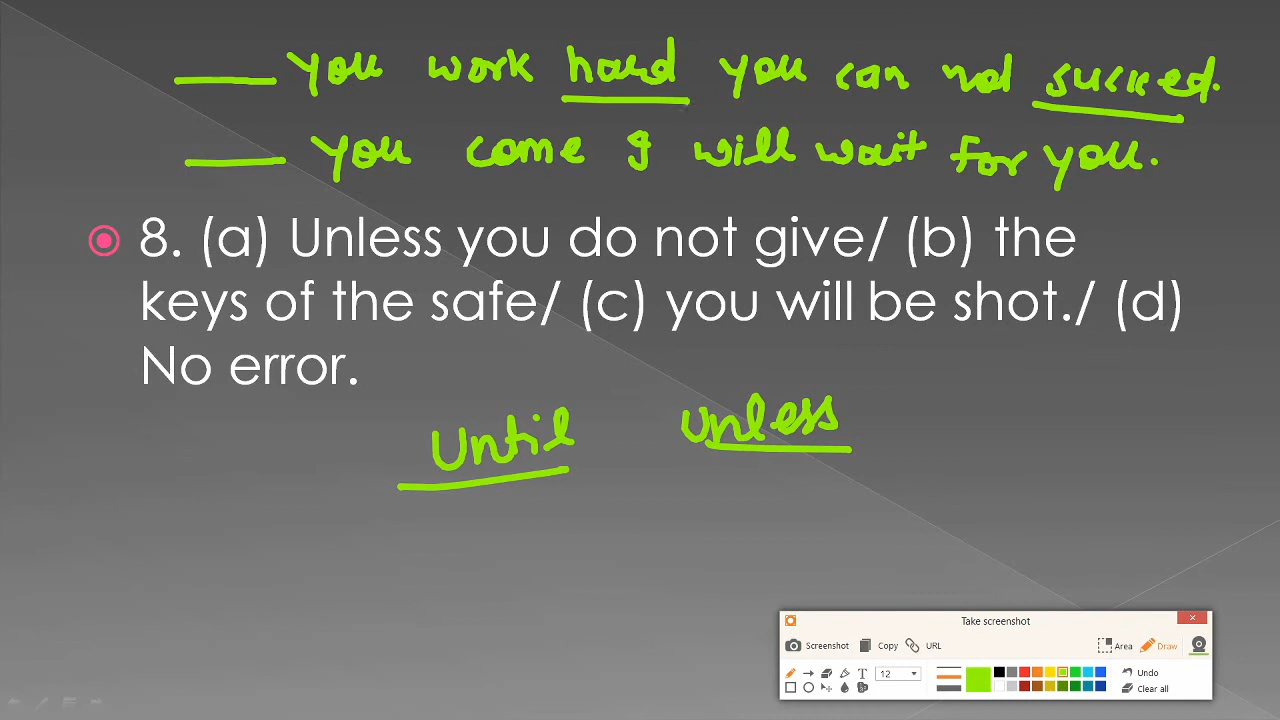 ___ you work hard you can not succeed.
___ you come I will wait for you.
8. (a) Unless you do not give/ (b) the
keys of the safe/ (c) you will be shot./ (d)
No error.
Until unless
Take screenshot
Screenshot Copy URL Area Draw
T 12 Undo
Clear all